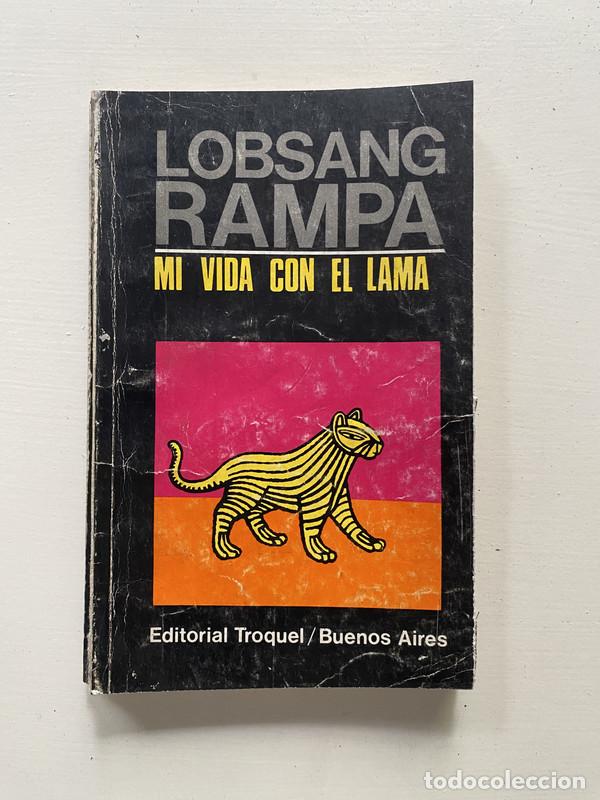 LOBSANG
RAMPA
MI VIDA CON EL LAMA
Editorial Troquel/Buenos Aires
todocoleccion